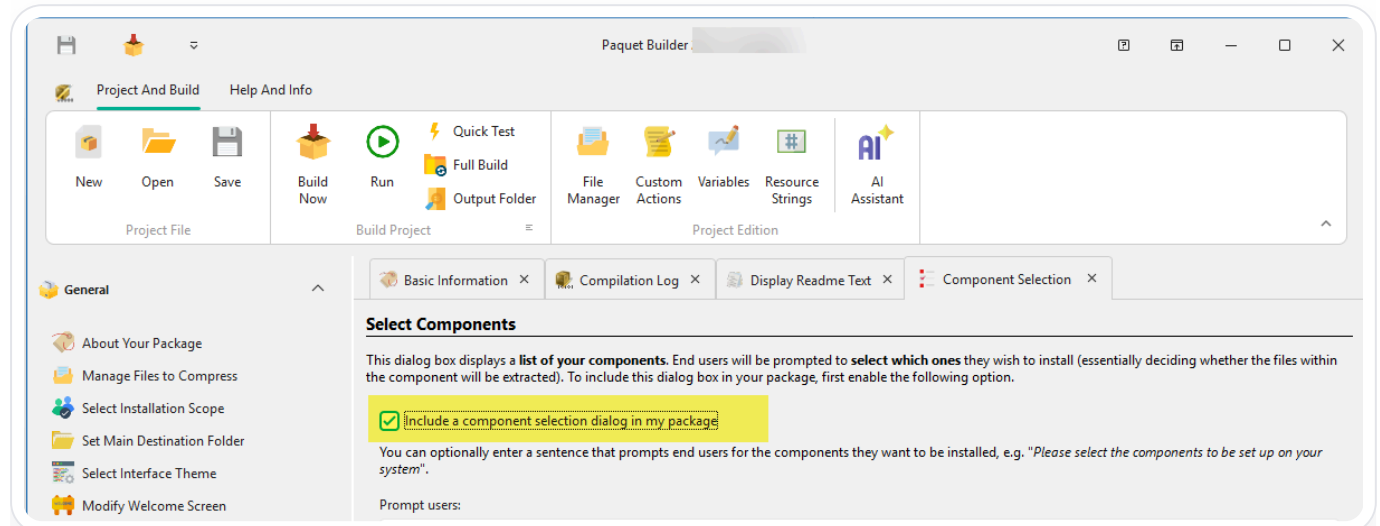 Paquet Builder
Project And Build
Help And Info
New
Open
Save
Build Now
Run
Quick Test
Full Build
Output Folder
File Manager
Custom Actions
Variables
Resource Strings
AI
AI Assistant
Project File
Build Project
Project Edition
General
About Your Package
Manage Files to Compress
Select Installation Scope
Set Main Destination Folder
Select Interface Theme
Modify Welcome Screen
Basic Information
Compilation Log
Display Readme Text
Component Selection
Select Components
This dialog box displays a list of your components. End users will be prompted to select which ones they wish to install (essentially deciding whether the files within
the component will be extracted). To include this dialog box in your package, first enable the following option.
Include a component selection dialog in my package
You can optionally enter a sentence that prompts end users for the components they want to be installed, e.g. "Please select the components to be set up on your
system".
Prompt users: